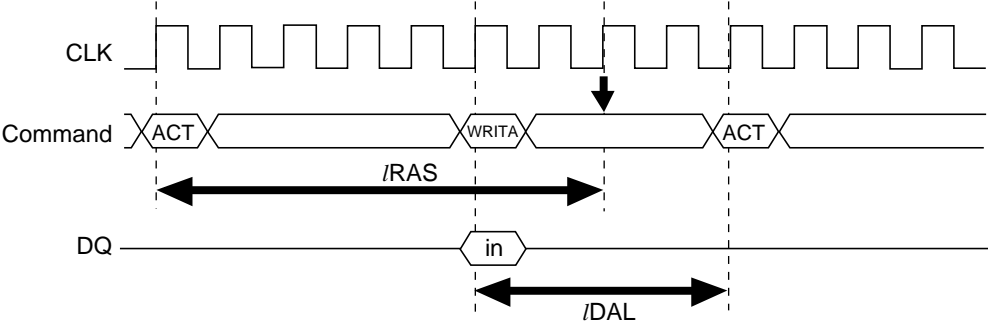 CLK
Command ACT WRITA ACT
lRAS
DQ in
lDAL